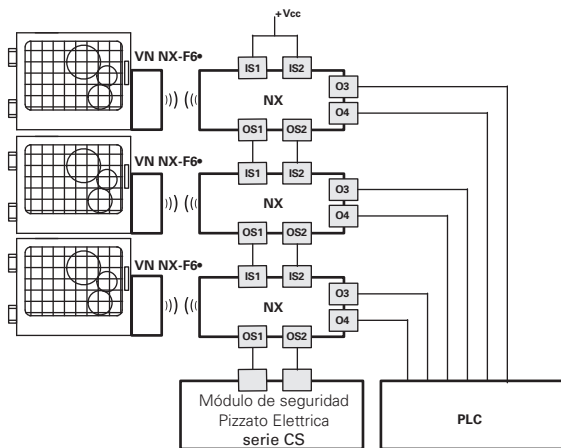 +Vcc
VN NX-F6•
IS1 IS2
NX
O3
O4
OS1 OS2
VN NX-F6•
IS1 IS2
NX
O3
O4
OS1 OS2
VN NX-F6•
IS1 IS2
NX
O3
O4
OS1 OS2
Módulo de seguridad
Pizzato Elettrica
serie CS
PLC